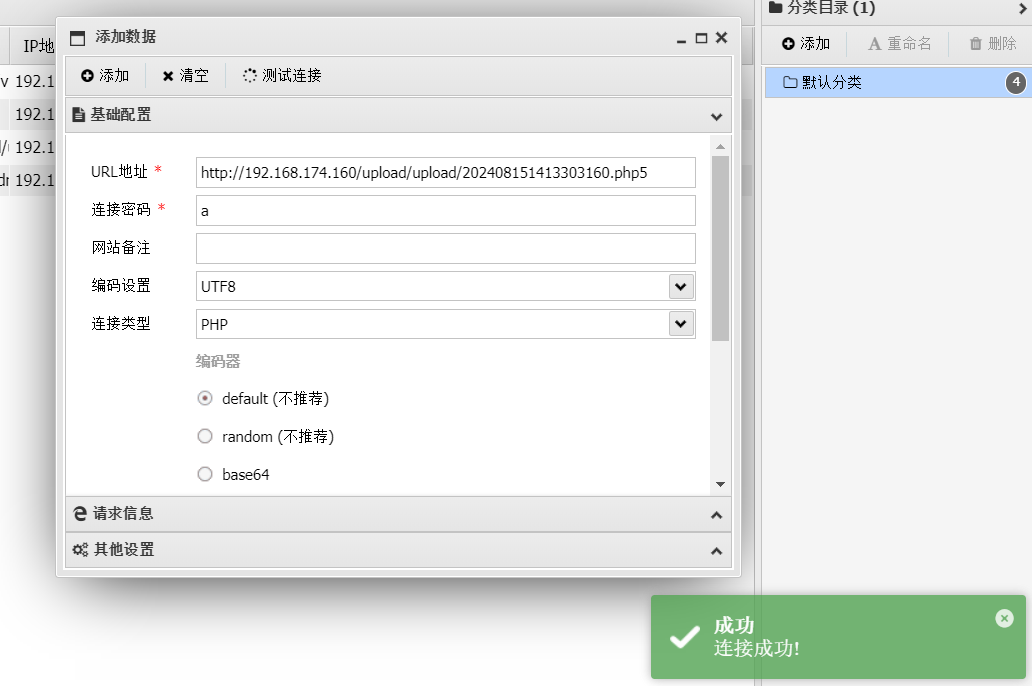 IP地
v 192.1
192.1
192.1
192.1
添加数据
添加
清空
测试连接
基础配置
URL地址 *
http://192.168.174.160/upload/upload/202408151413303160.php5
连接密码 *
a
网站备注
编码设置
UTF8
连接类型
PHP
编码器
default (不推荐)
random (不推荐)
base64
请求信息
其他设置
分类目录 (1)
添加
重命名
删除
默认分类
4
成功
连接成功!